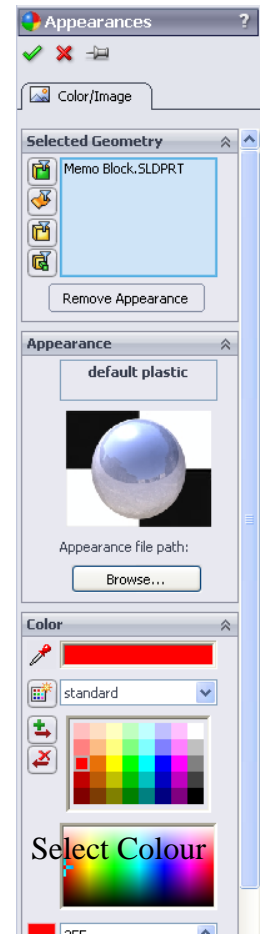 Appearances ?
Color/Image
Selected Geometry
Memo Block.SLDPRT
Remove Appearance
Appearance
default plastic
Appearance file path:
Browse...
Color
standard
Select Colour
255